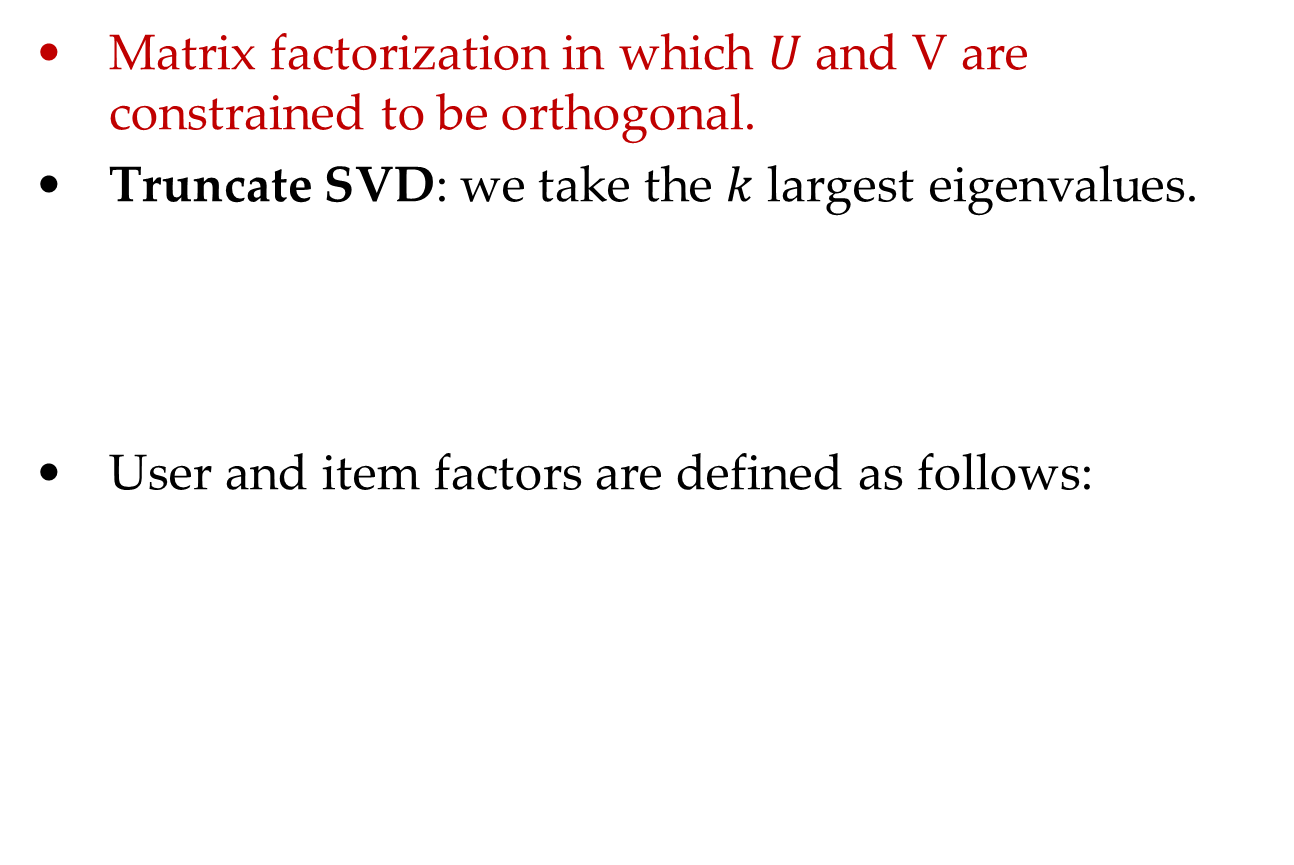 • Matrix factorization in which U and V are
constrained to be orthogonal.
• Truncate SVD: we take the k largest eigenvalues.
• User and item factors are defined as follows: